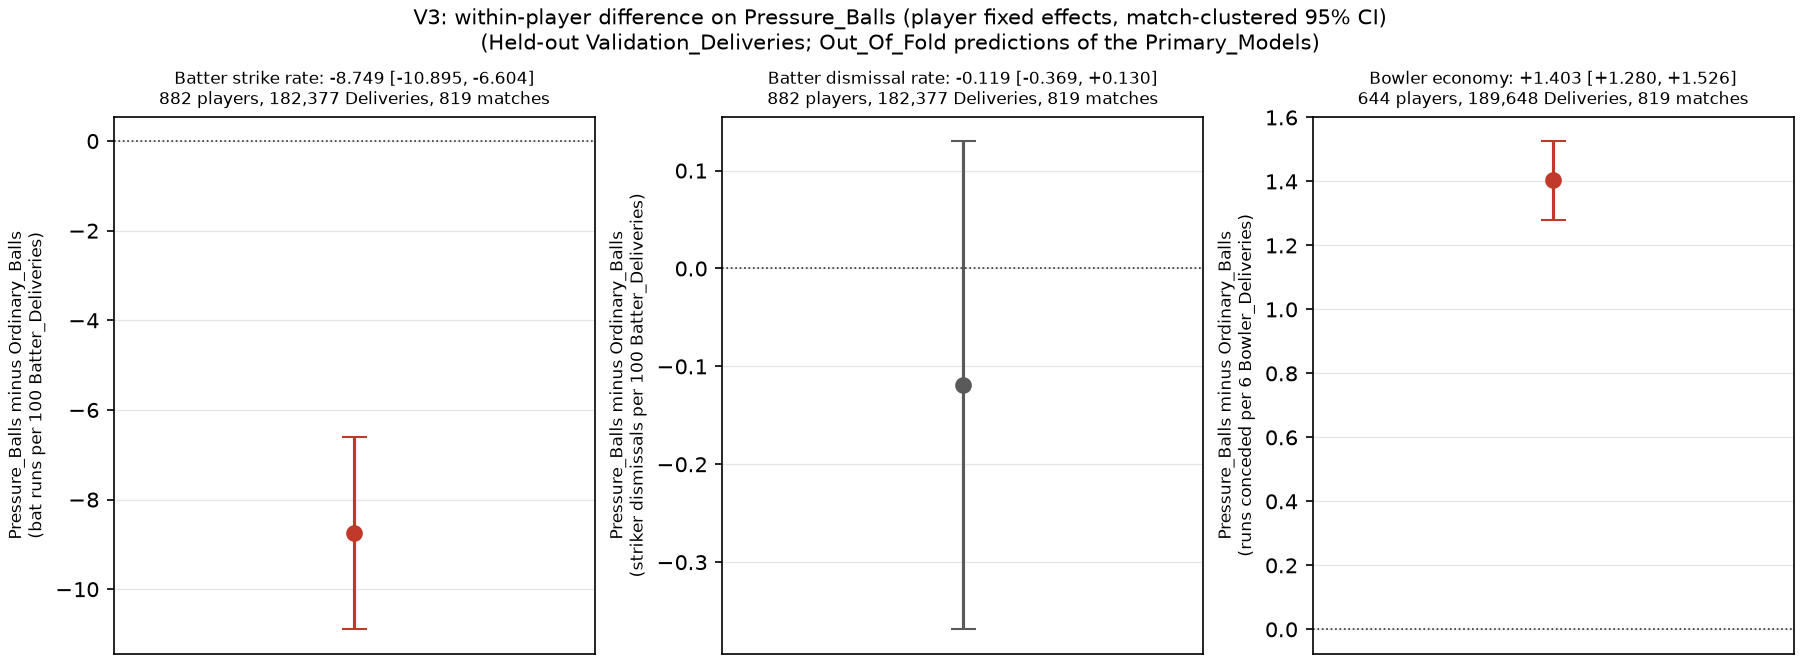 V3: within-player difference on Pressure_Balls (player fixed effects, match-clustered 95% CI)
(Held-out Validation_Deliveries; Out_Of_Fold predictions of the Primary_Models)
Batter strike rate: -8.749 [-10.895, -6.604]
882 players, 182,377 Deliveries, 819 matches
Pressure_Balls minus Ordinary_Balls
(bat runs per 100 Batter_Deliveries)
0
−2
−4
−6
−8
−10
Batter dismissal rate: -0.119 [-0.369, +0.130]
882 players, 182,377 Deliveries, 819 matches
Pressure_Balls minus Ordinary_Balls
(striker dismissals per 100 Batter_Deliveries)
0.1
0.0
−0.1
−0.2
−0.3
Bowler economy: +1.403 [+1.280, +1.526]
644 players, 189,648 Deliveries, 819 matches
Pressure_Balls minus Ordinary_Balls
(runs conceded per 6 Bowler_Deliveries)
1.6
1.4
1.2
1.0
0.8
0.6
0.4
0.2
0.0